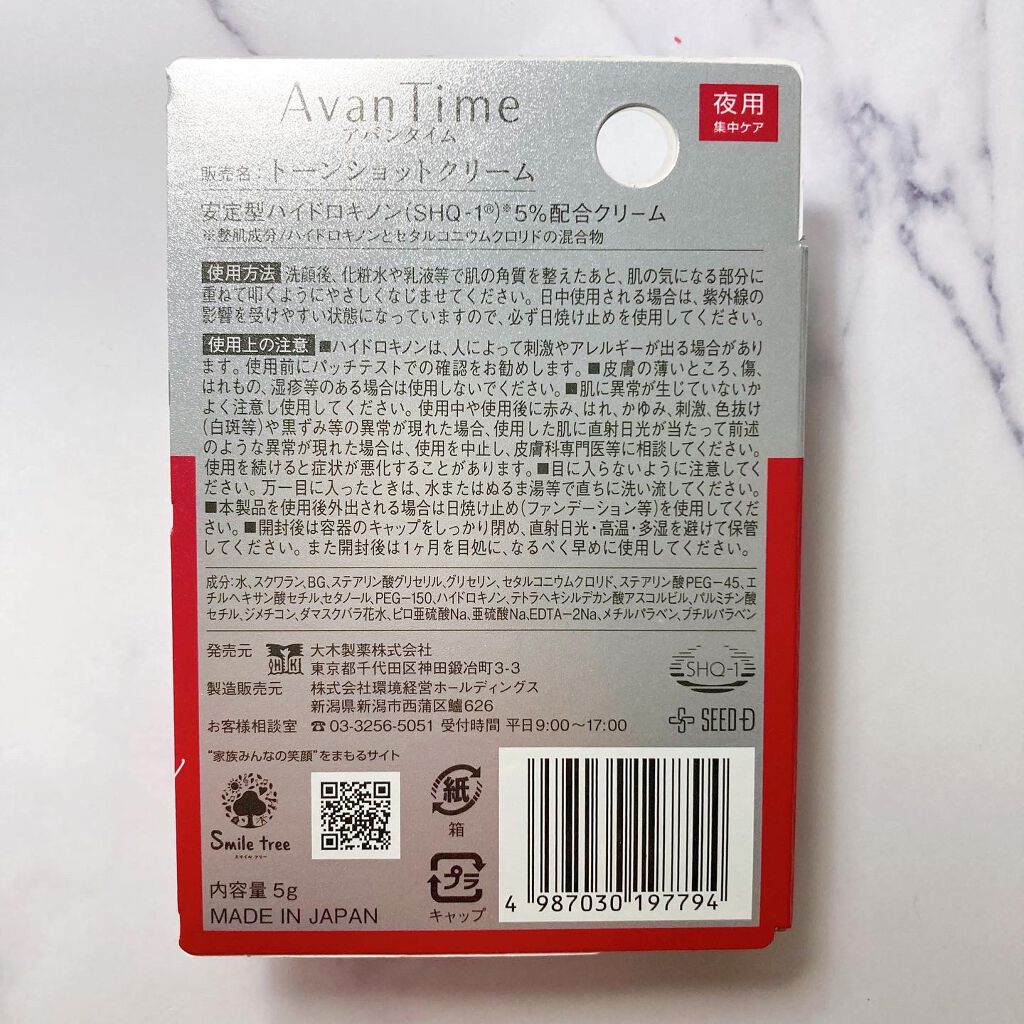 AvanTime
アバンタイム
夜用
集中ケア
販売名：トーンショットクリーム
安定型ハイドロキノン(SHQ-1®)※5%配合クリーム
※整肌成分/ハイドロキノンとセタルコニウムクロリドの混合物
使用方法 洗顔後、化粧水や乳液等で肌の角質を整えたあと、肌の気になる部分に
重ねて叩くようにやさしくなじませてください。日中使用される場合は、紫外線の
影響を受けやすい状態になっていますので、必ず日焼け止めを使用してください。
使用上の注意 ■ハイドロキノンは、人によって刺激やアレルギーが出る場合があり
ます。使用前にパッチテストでの確認をお勧めします。■皮膚の薄いところ、傷、
はれもの、湿疹等のある場合は使用しないでください。■肌に異常が生じていないか
よく注意し使用してください。使用中や使用後に赤み、はれ、かゆみ、刺激、色抜け
(白斑等)や黒ずみ等の異常が現れた場合、使用した肌に直射日光が当たって前述
のような異常が現れた場合は、使用を中止し、皮膚科専門医等に相談してください。
使用を続けると症状が悪化することがあります。■目に入らないように注意してく
ださい。万一目に入ったときは、水またはぬるま湯等で直ちに洗い流してください。
■本製品を使用後外出される場合は日焼け止め(ファンデーション等)を使用してくだ
さい。■開封後は容器のキャップをしっかり閉め、直射日光・高温・多湿を避けて保管
してください。また開封後は1ヶ月を目処に、なるべく早めに使用してください。
成分：水、スクワラン、BG、ステアリン酸グリセリル、グリセリン、セタルコニウムクロリド、ステアリン酸PEG-45、エ
チルヘキサン酸セチル、セタノール、PEG-150、ハイドロキノン、テトラヘキシルデカン酸アスコルビル、パルミチン酸
セチル、ジメチコン、ダマスクバラ花水、ピロ亜硫酸Na、亜硫酸Na、EDTA-2Na、メチルパラベン、ブチルパラベン
発売元 OHKI 大木製薬株式会社
東京都千代田区神田鍛冶町3-3
製造販売元 株式会社環境経営ホールディングス
新潟県新潟市西蒲区鱸626
お客様相談室 ☎03-3256-5051 受付時間 平日9:00～17:00
SHQ-1
SEED
“家族みんなの笑顔”をまもるサイト
Smile tree
スマイルツリー
紙
箱
プラ
キャップ
内容量 5g
MADE IN JAPAN
4 987030 197794